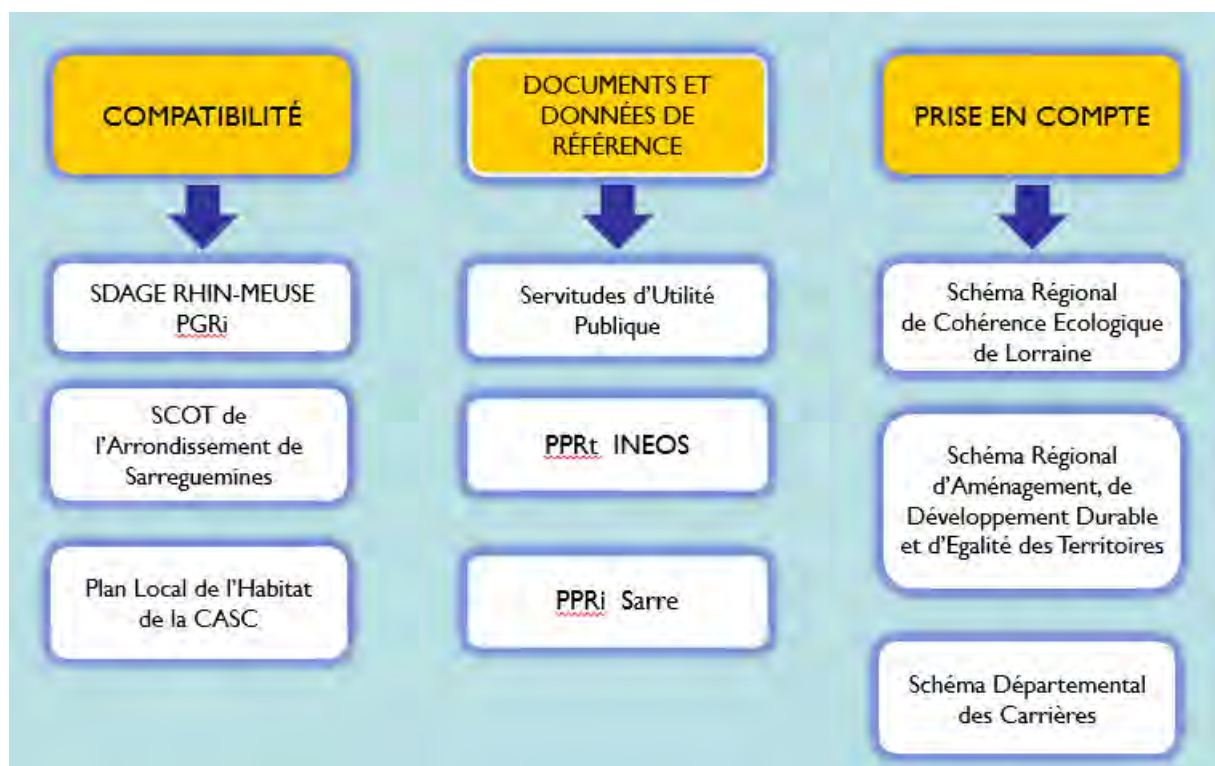 COMPATIBILITÉ
SDAGE RHIN-MEUSE
PGRi
SCOT de
l'Arrondissement de
Sarreguemines
Plan Local de l'Habitat
de la CASC
DOCUMENTS ET
DONNÉES DE
RÉFÉRENCE
Servitudes d'Utilité
Publique
PPRt INEOS
PPRi Sarre
PRISE EN COMPTE
Schéma Régional
de Cohérence Ecologique
de Lorraine
Schéma Régional
d'Aménagement, de
Développement Durable
et d'Egalité des Territoires
Schéma Départemental
des Carrières